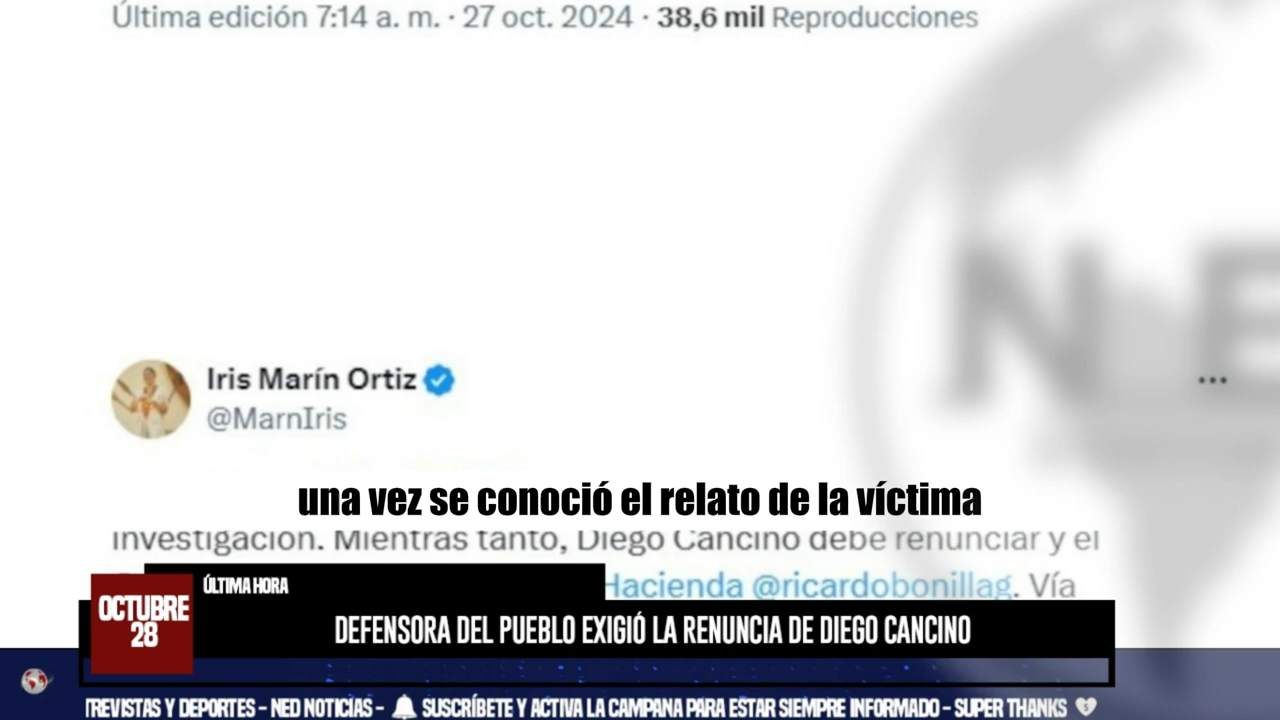 Última edición 7:14 a. m. · 27 oct. 2024 · 38,6 mil Reproducciones
NE
Iris Marín Ortiz
@MarnIris
una vez se conoció el relato de la víctima
investigación. Mientras tanto, Diego Cancino debe renunciar y el
Hacienda @ricardobonillag. Vía
ÚLTIMA HORA
OCTUBRE
28
DEFENSORA DEL PUEBLO EXIGIÓ LA RENUNCIA DE DIEGO CANCINO
TREVISTAS Y DEPORTES – NED NOTICIAS – SUSCRÍBETE Y ACTIVA LA CAMPANA PARA ESTAR SIEMPRE INFORMADO – SUPER THANKS